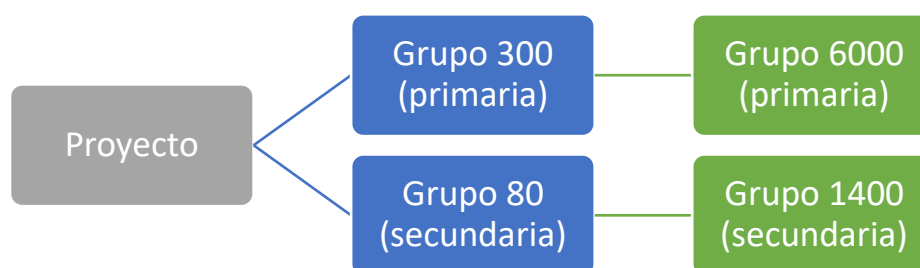 Proyecto
Grupo 300
(primaria)
Grupo 6000
(primaria)
Grupo 80
(secundaria)
Grupo 1400
(secundaria)